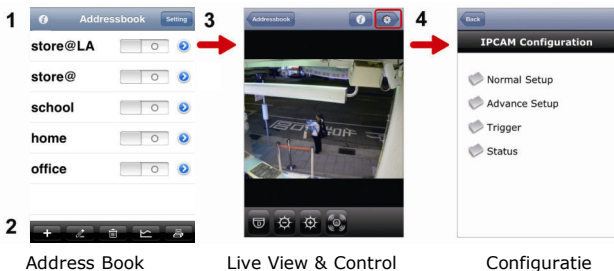 1
Addressbook
Setting
store@LA
store@
school
home
office
2
Address Book
3
Addressbook
Live View & Control
4
Back
IPCAM Configuration
Normal Setup
Advance Setup
Trigger
Status
Configuratie